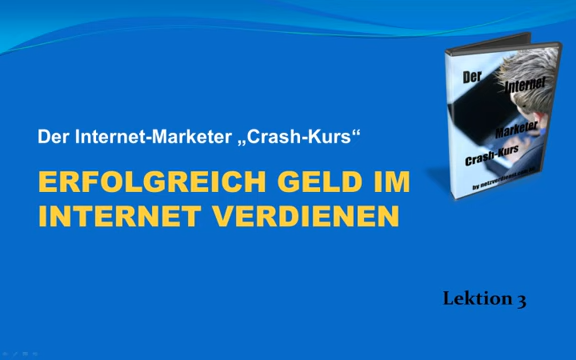 Der Internet-Marketer „Crash-Kurs“
ERFOLGREICH GELD IM
INTERNET VERDIENEN
Der
Internet
Marketer
Crash-Kurs
Lektion 3